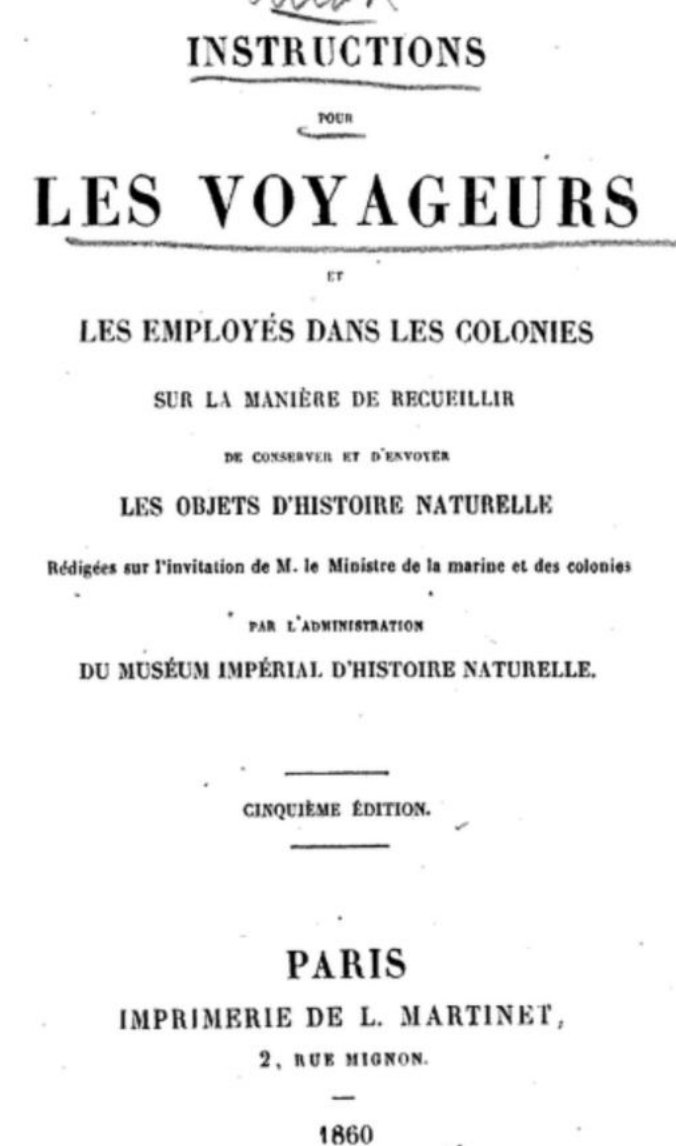 INSTRUCTIONS
POUR
LES VOYAGEURS
ET
LES EMPLOYÉS DANS LES COLONIES
SUR LA MANIÈRE DE RECUEILLIR
DE CONSERVER ET D'ENVOYER
LES OBJETS D'HISTOIRE NATURELLE
Rédigées sur l'invitation de M. le Ministre de la marine et des colonies
PAR L'ADMINISTRATION
DU MUSÉUM IMPÉRIAL D'HISTOIRE NATURELLE.
CINQUIÈME ÉDITION.
PARIS
IMPRIMERIE DE L. MARTINET,
2, RUE MIGNON.
1860